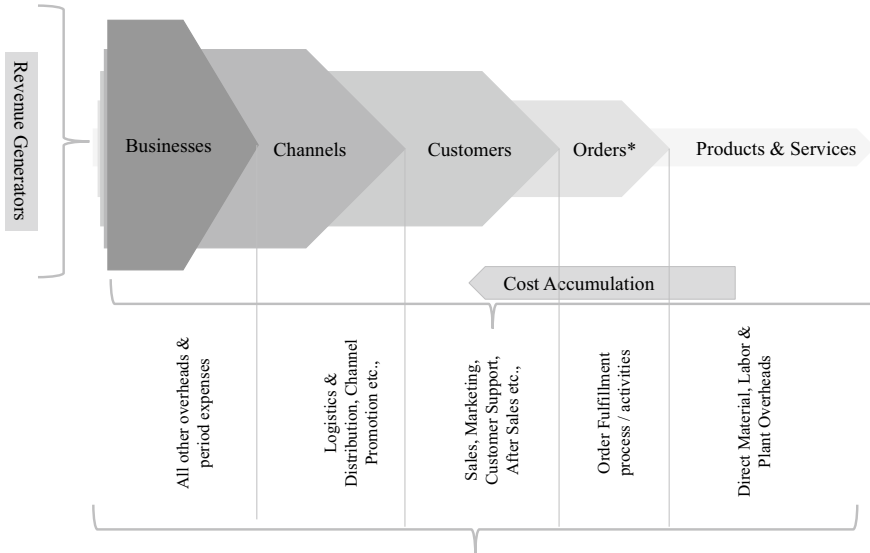 Revenue Generators
Businesses
Channels
Customers
Orders*
Products & Services
Cost Accumulation
All other overheads &
period expenses
Logistics &
Distribution, Channel
Promotion etc.,
Sales, Marketing,
Customer Support,
After Sales etc.,
Order Fulfillment
process / activities
Direct Material, Labor &
Plant Overheads